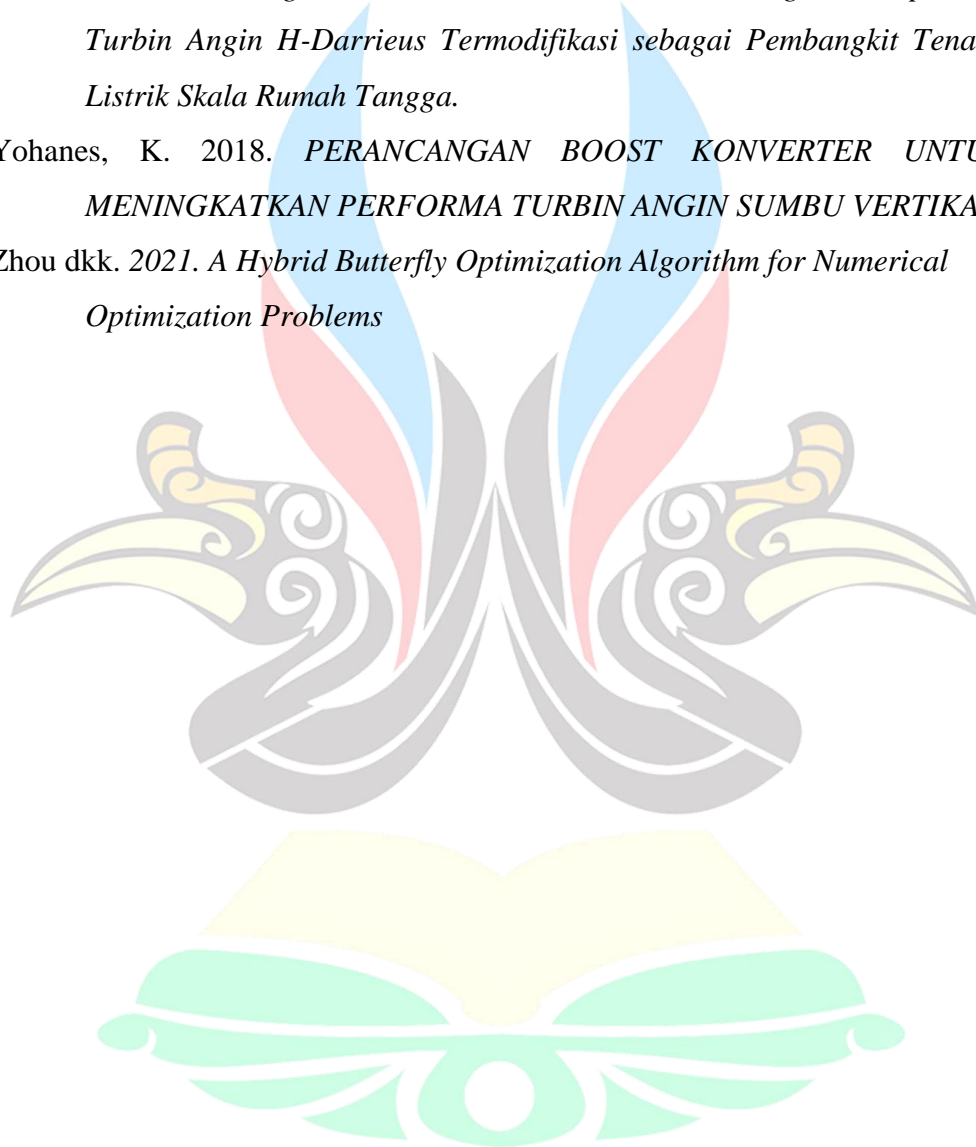 Turbin Angin H-Darrieus Termodifikasi sebagai Pembangkit Tena
Listrik Skala Rumah Tangga.
Yohanes, K. 2018. PERANCANGAN BOOST KONVERTER UNTU
MENINGKATKAN PERFORMA TURBIN ANGIN SUMBU VERTIKA
Zhou dkk. 2021. A Hybrid Butterfly Optimization Algorithm for Numerical
Optimization Problems